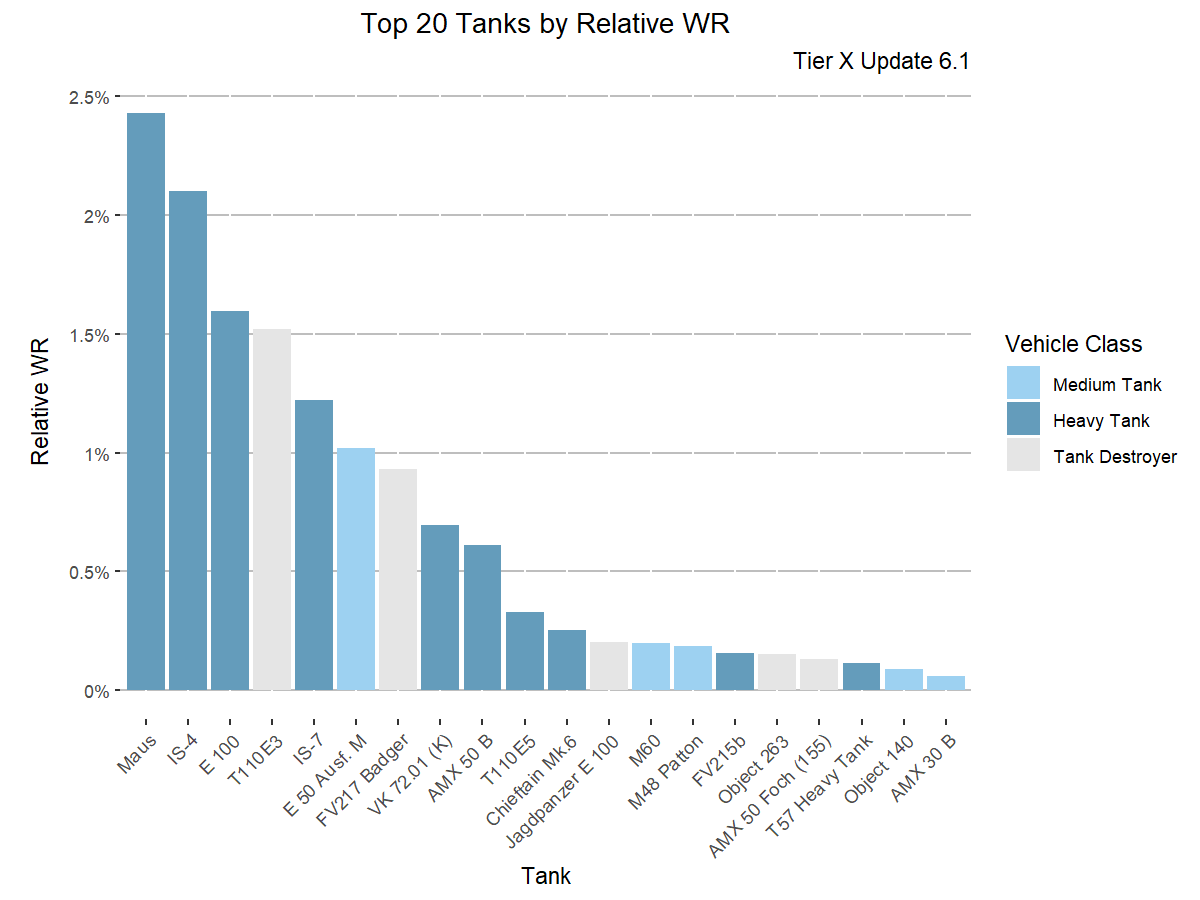 Top 20 Tanks by Relative WR
Tier X Update 6.1
2.5%
2%
1.5%
1%
0.5%
0%
Relative WR
Maus
IS-4
E 100
T110E3
IS-7
E 50 Ausf. M
FV217 Badger
VK 72.01 (K)
AMX 50 B
T110E5
Chieftain Mk.6
Jagdpanzer E 100
M60
M48 Patton
FV215b
Object 263
AMX 50 Foch (155)
T57 Heavy Tank
Object 140
AMX 30 B
Tank
Vehicle Class
Medium Tank
Heavy Tank
Tank Destroyer